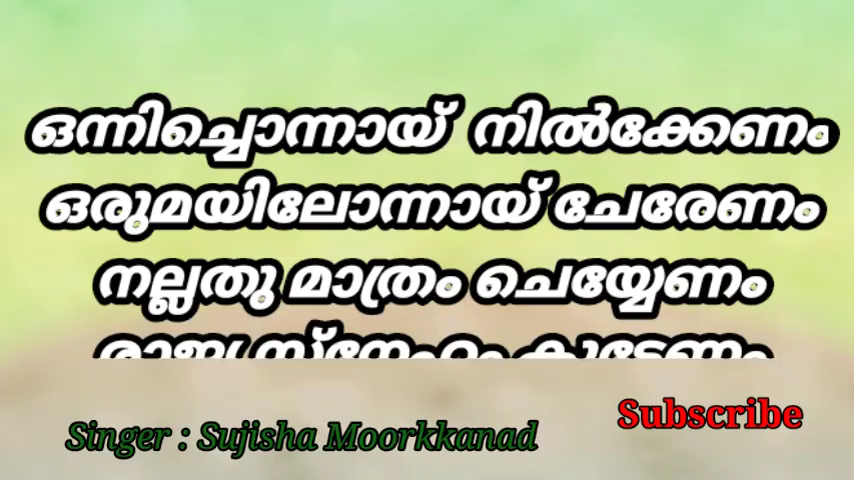 ഒന്നിച്ചൊന്നായ് നിൽക്കേണം
ഒരുമയിലോന്നായ് ചേരേണം
നല്ലതു മാത്രം ചെയ്യേണം
രാജ്യ സ്നേഹം കൂട്ടേണം
Singer : Sujisha Moorkkanad
Subscribe